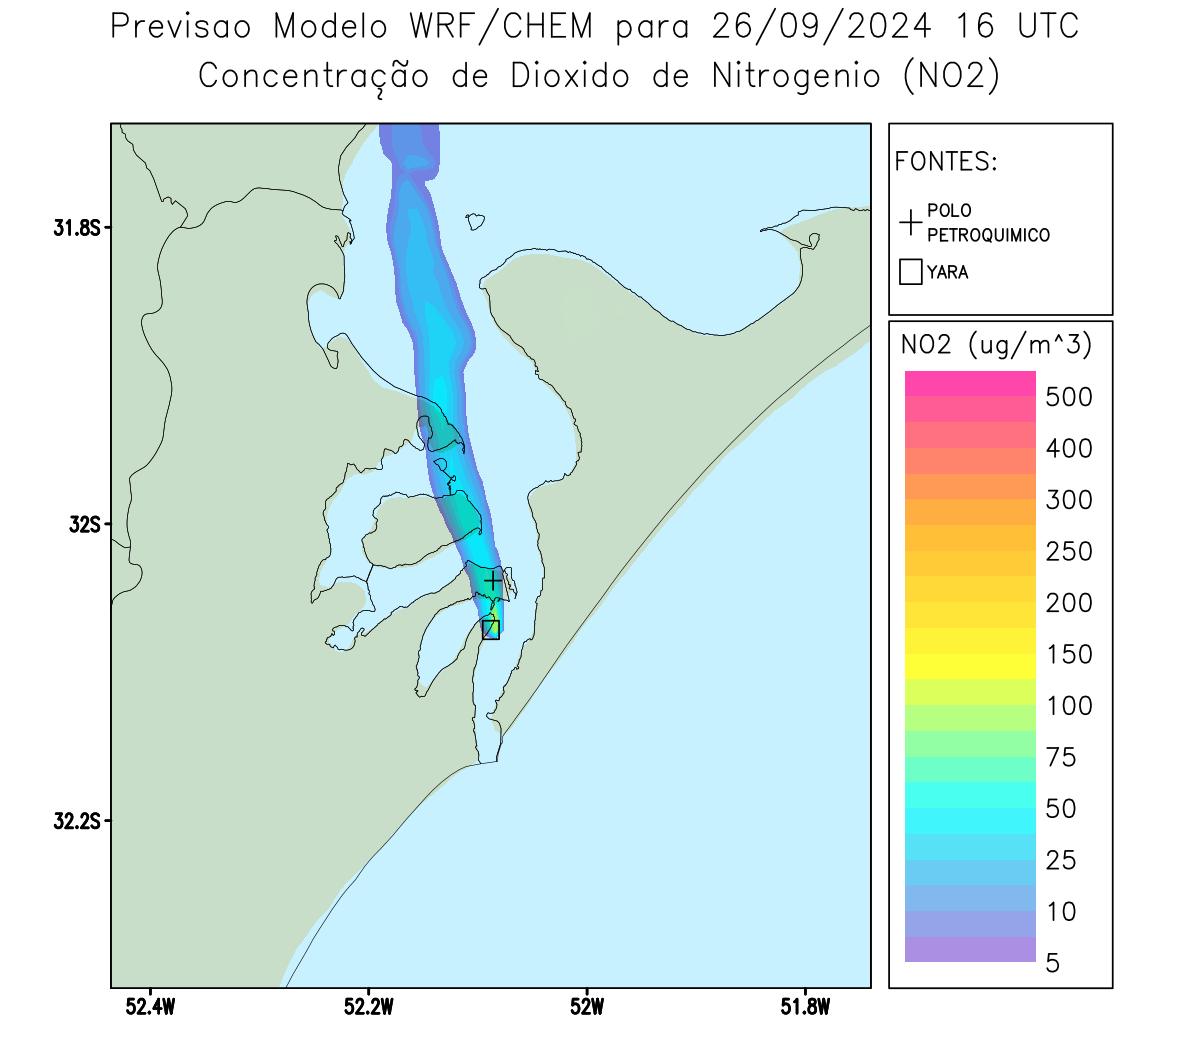 Previsao Modelo WRF/CHEM para 26/09/2024 16 UTC
Concentração de Dioxido de Nitrogenio (NO2)
FONTES:
POLO
PETROQUIMICO
YARA
NO2 (ug/m^3)
500
400
300
250
200
150
100
75
50
25
10
5
31.8S
32S
32.2S
52.4W
52.2W
52W
51.8W